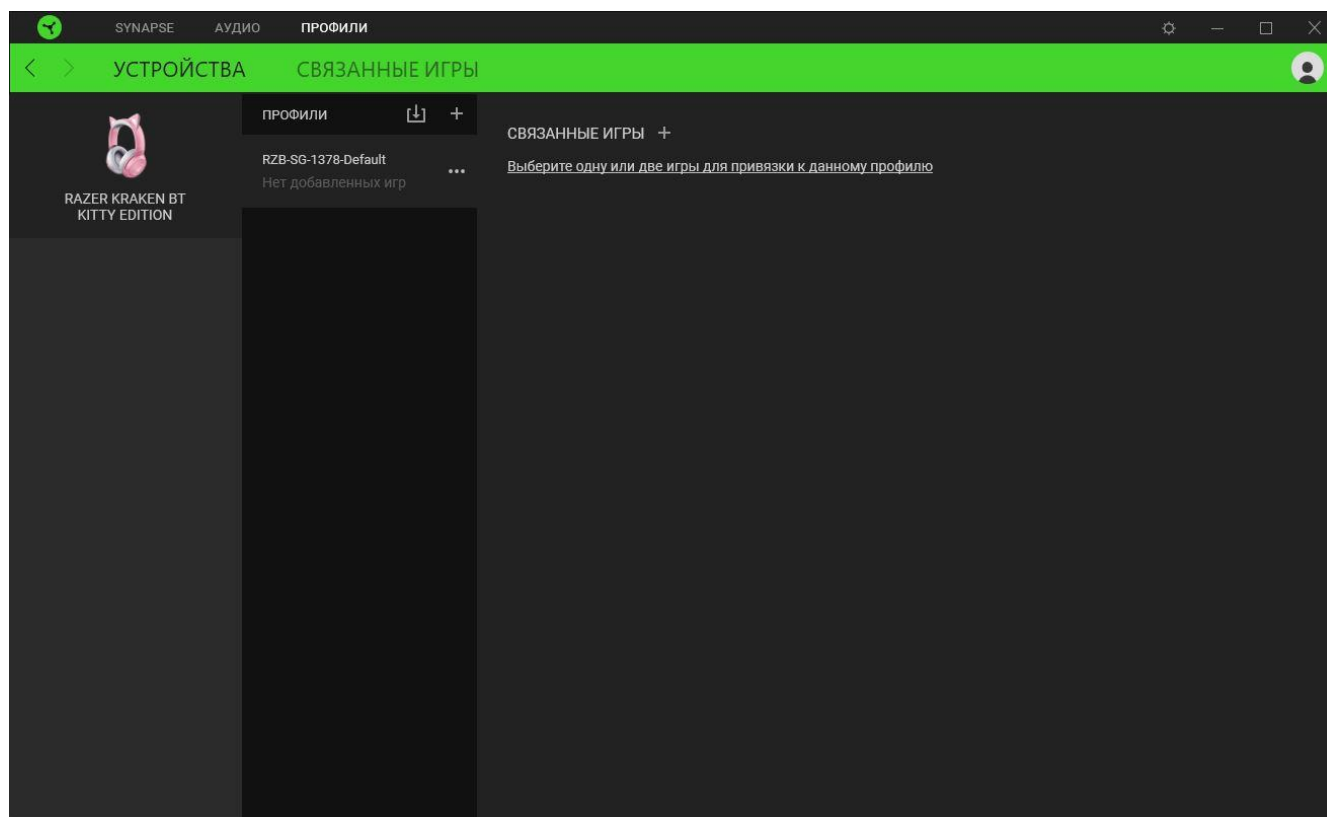 SYNAPSE АУДИО ПРОФИЛИ
УСТРОЙСТВА СВЯЗАННЫЕ ИГРЫ
RAZER KRAKEN BT
KITTY EDITION
ПРОФИЛИ
RZB-SG-1378-Default
Нет добавленных игр
СВЯЗАННЫЕ ИГРЫ +
Выберите одну или две игры для привязки к данному профилю